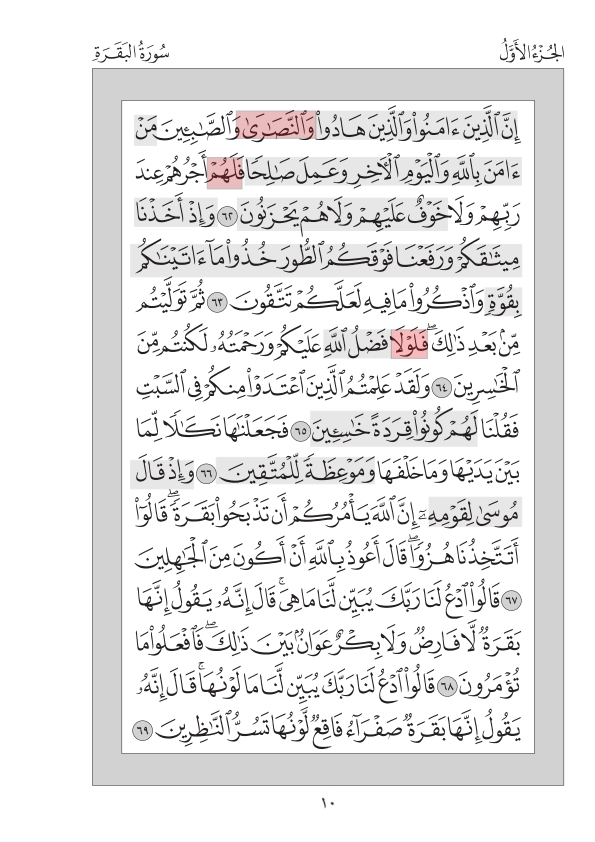 الجُزْءُ الأَوَّلُ
سُورَةُ البَقَرَةِ
إِنَّ ٱلَّذِينَ ءَامَنُواْ وَٱلَّذِينَ هَادُواْ وَٱلنَّصَـٰرَىٰ وَٱلصَّـٰبِـِٔينَ مَنْ
ءَامَنَ بِٱللَّهِ وَٱلْيَوْمِ ٱلْـَٔاخِرِ وَعَمِلَ صَـٰلِحًا فَلَهُمْ أَجْرُهُمْ عِندَ
رَبِّهِمْ وَلَا خَوْفٌ عَلَيْهِمْ وَلَا هُمْ يَحْزَنُونَ ٦٢ وَإِذْ أَخَذْنَا
مِيثَـٰقَكُمْ وَرَفَعْنَا فَوْقَكُمُ ٱلطُّورَ خُذُواْ مَآ ءَاتَيْنَـٰكُم
بِقُوَّةٍ وَٱذْكُرُواْ مَا فِيهِ لَعَلَّكُمْ تَتَّقُونَ ٦٣ ثُمَّ تَوَلَّيْتُم
مِّنۢ بَعْدِ ذَٰلِكَ ۖ فَلَوْلَا فَضْلُ ٱللَّهِ عَلَيْكُمْ وَرَحْمَتُهُۥ لَكُنتُم مِّنَ
ٱلْخَـٰسِرِينَ ٦٤ وَلَقَدْ عَلِمْتُمُ ٱلَّذِينَ ٱعْتَدَوْاْ مِنكُمْ فِى ٱلسَّبْتِ
فَقُلْنَا لَهُمْ كُونُواْ قِرَدَةً خَـٰسِـِٔينَ ٦٥ فَجَعَلْنَـٰهَا نَكَـٰلًا لِّمَا
بَيْنَ يَدَيْهَا وَمَا خَلْفَهَا وَمَوْعِظَةً لِّلْمُتَّقِينَ ٦٦ وَإِذْ قَالَ
مُوسَىٰ لِقَوْمِهِۦٓ إِنَّ ٱللَّهَ يَأْمُرُكُمْ أَن تَذْبَحُواْ بَقَرَةً ۖ قَالُوٓاْ
أَتَتَّخِذُنَا هُزُوًا ۖ قَالَ أَعُوذُ بِٱللَّهِ أَنْ أَكُونَ مِنَ ٱلْجَـٰهِلِينَ
٦٧ قَالُواْ ٱدْعُ لَنَا رَبَّكَ يُبَيِّن لَّنَا مَا هِىَ ۚ قَالَ إِنَّهُۥ يَقُولُ إِنَّهَا
بَقَرَةٌ لَّا فَارِضٌ وَلَا بِكْرٌ عَوَانٌۢ بَيْنَ ذَٰلِكَ ۖ فَٱفْعَلُواْ مَا
تُؤْمَرُونَ ٦٨ قَالُواْ ٱدْعُ لَنَا رَبَّكَ يُبَيِّن لَّنَا مَا لَوْنُهَا ۚ قَالَ إِنَّهُۥ
يَقُولُ إِنَّهَا بَقَرَةٌ صَفْرَآءُ فَاقِعٌ لَّوْنُهَا تَسُرُّ ٱلنَّـٰظِرِينَ ٦٩
١٠